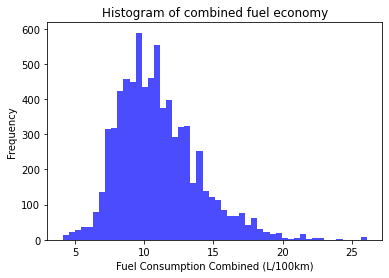 Histogram of combined fuel economy
600
500
400
300
200
100
0
Frequency
5 10 15 20 25
Fuel Consumption Combined (L/100km)